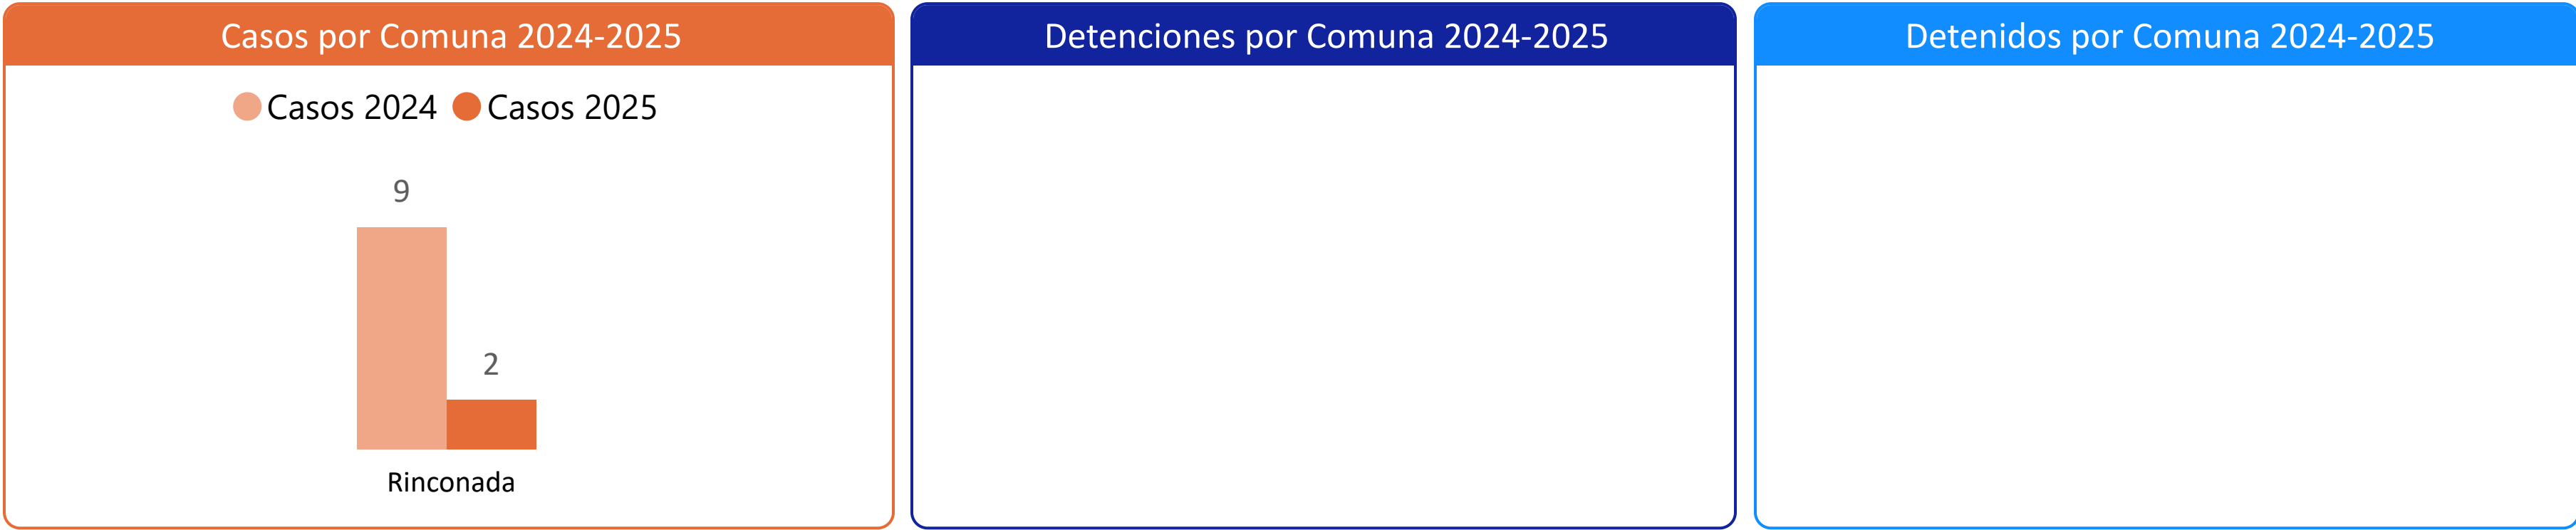 Casos por Comuna 2024-2025
Casos 2024 Casos 2025
9
2
Rinconada
Detenciones por Comuna 2024-2025
Detenidos por Comuna 2024-2025